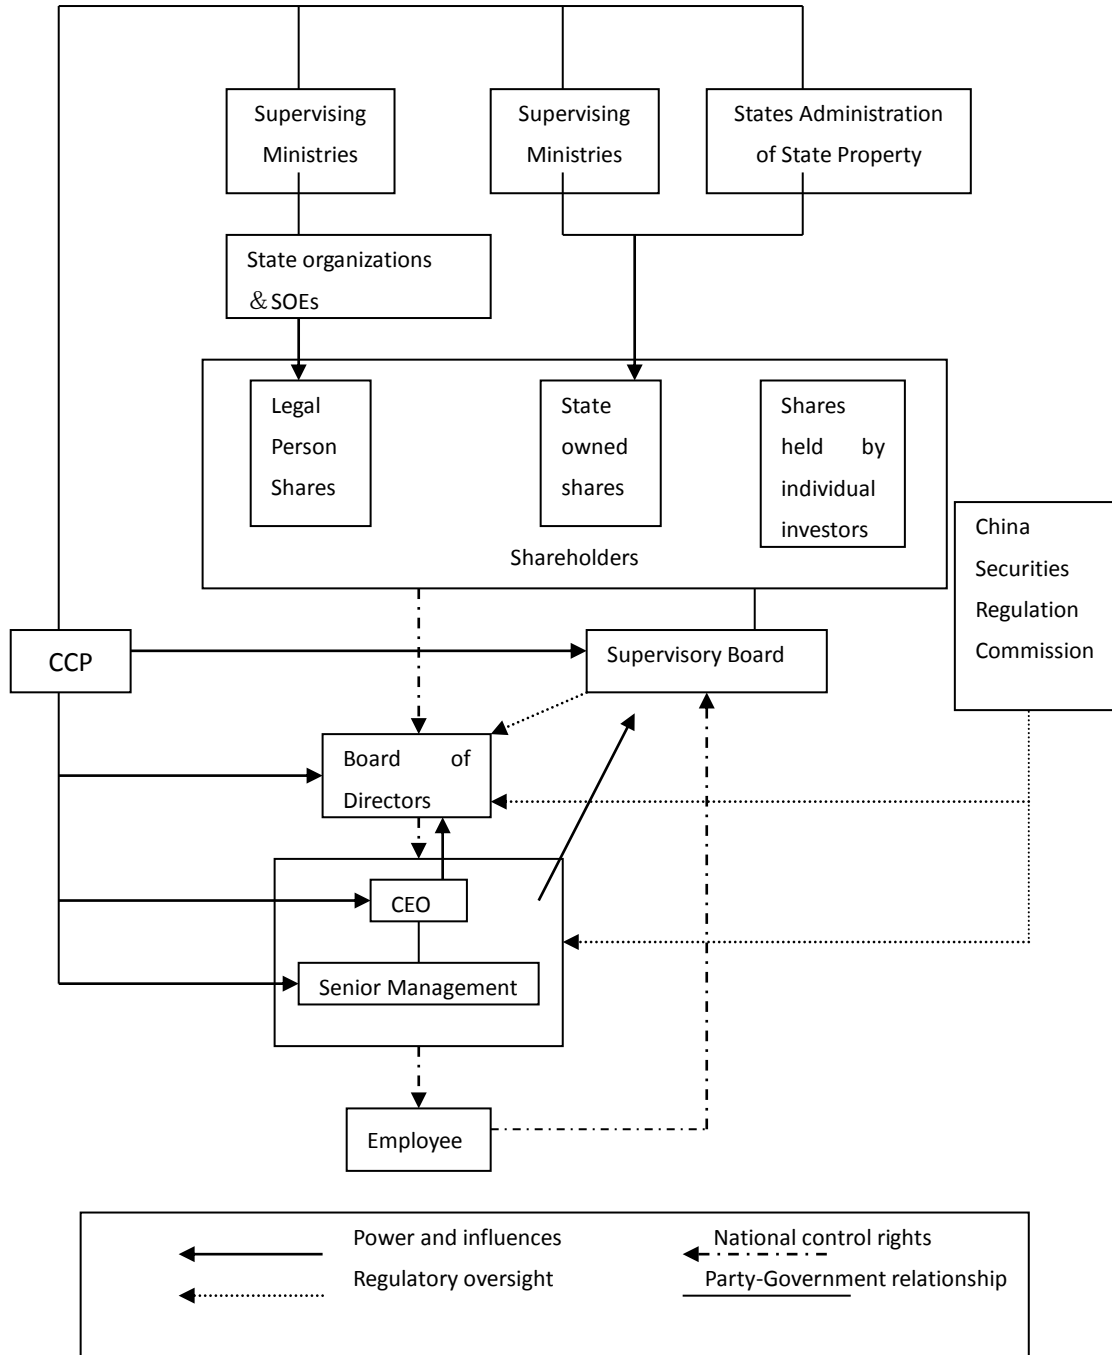 Supervising
Ministries
Supervising
Ministries
States Administration
of State Property
State organizations
& SOEs
Legal
Person
Shares
State
owned
shares
Shares
held by
individual
investors
Shareholders
China
Securities
Regulation
Commission
CCP
Supervisory Board
Board of
Directors
CEO
Senior Management
Employee
Power and influences
National control rights
Regulatory oversight
Party-Government relationship